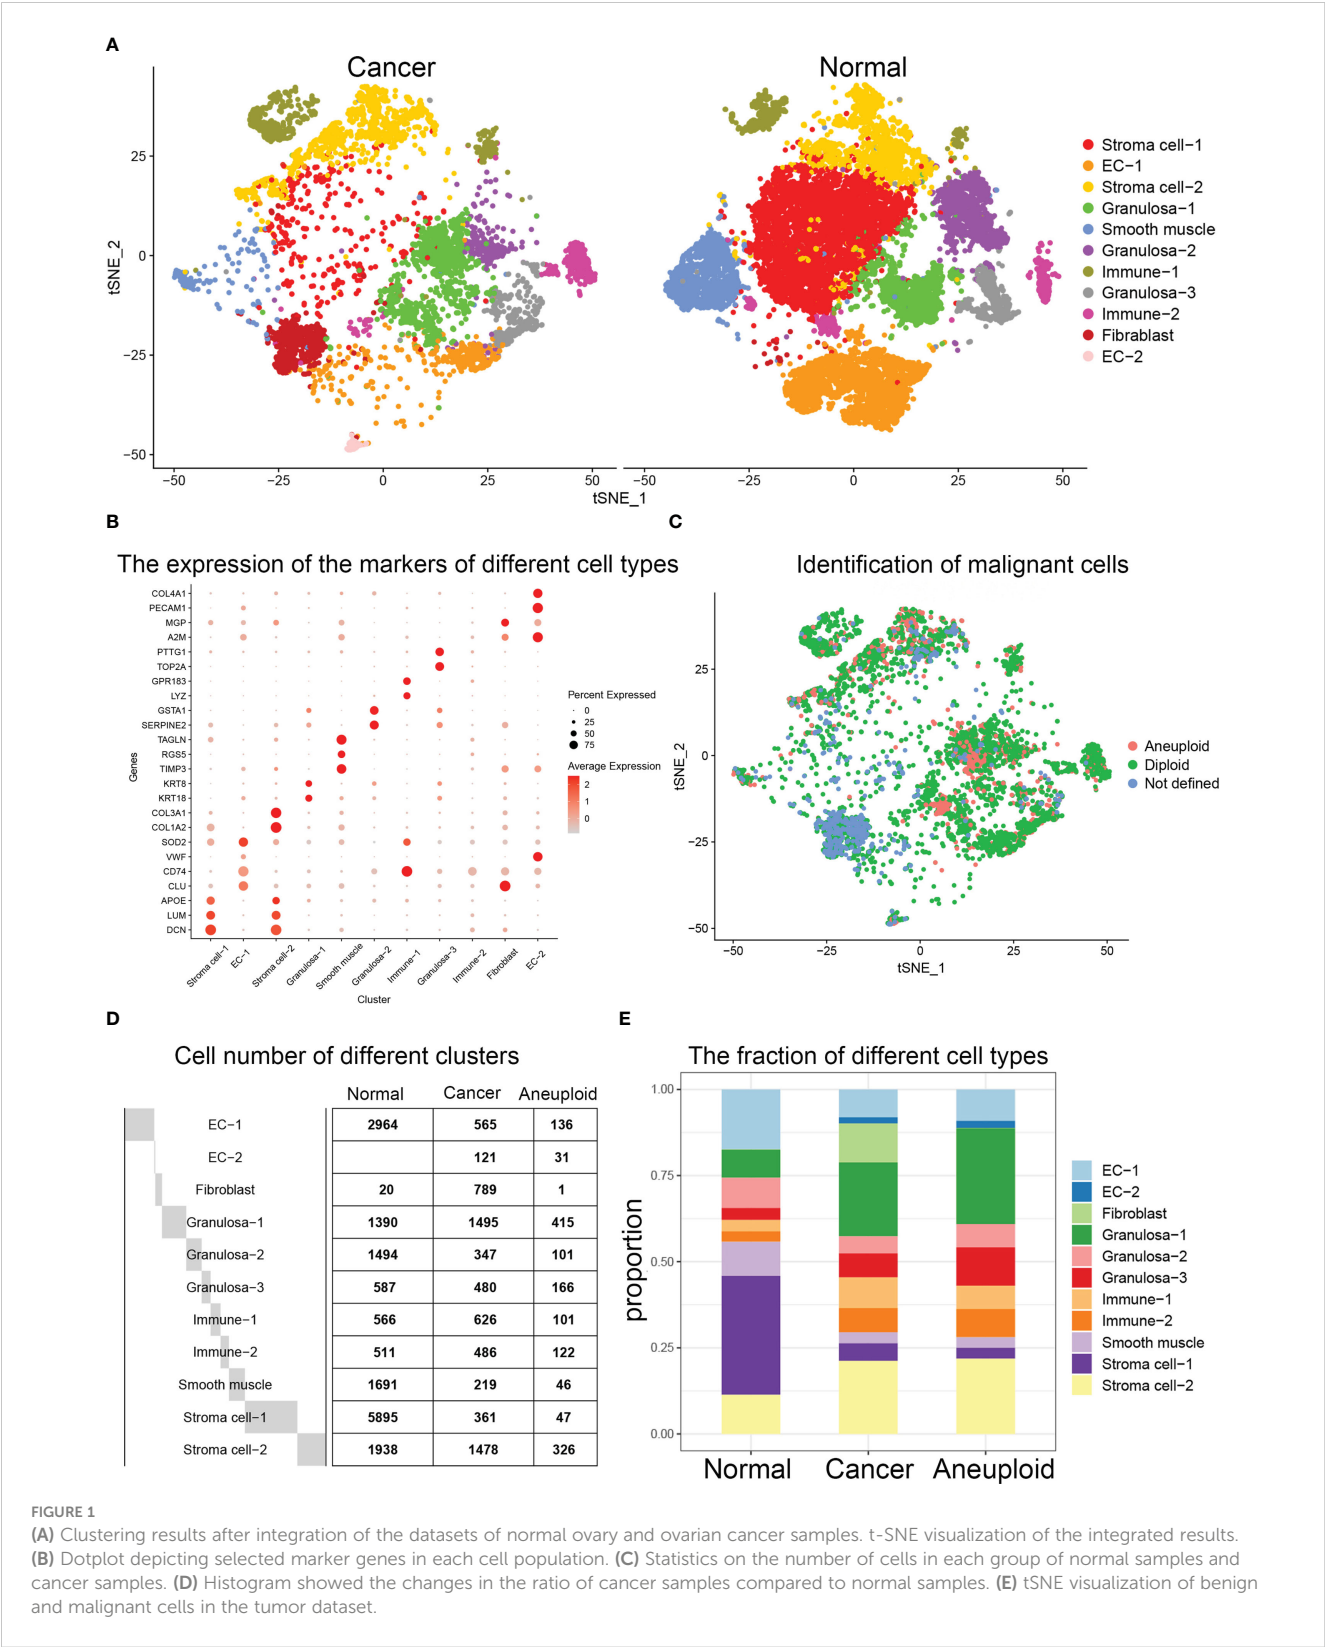 A
Cancer
Normal
tSNE_2
25
0
−25
−50
−50
−25
0
25
50
−50
−25
0
25
50
tSNE_1
Stroma cell−1
EC−1
Stroma cell−2
Granulosa−1
Smooth muscle
Granulosa−2
Immune−1
Granulosa−3
Immune−2
Fibrablast
EC−2
B
The expression of the markers of different cell types
Genes
COL4A1
PECAM1
MGP
A2M
PTTG1
TOP2A
GPR183
LYZ
GSTA1
SERPINE2
TAGLN
RGS5
TIMP3
KRT8
KRT18
COL3A1
COL1A2
SOD2
VWF
CD74
CLU
APOE
LUM
DCN
Stroma cell−1
EC−1
Stroma cell−2
Granulosa−1
Smooth muscle
Granulosa−2
Immune−1
Granulosa−3
Immune−2
Fibroblast
EC−2
Cluster
Percent Expressed
0
25
50
75
Average Expression
2
1
0
C
Identification of malignant cells
tSNE_2
25
0
−25
−50
−50
−25
0
25
50
tSNE_1
Aneuploid
Diploid
Not defined
D
Cell number of different clusters
Normal Cancer Aneuploid
EC−1 2964 565 136
EC−2 121 31
Fibroblast 20 789 1
Granulosa−1 1390 1495 415
Granulosa−2 1494 347 101
Granulosa−3 587 480 166
Immune−1 566 626 101
Immune−2 511 486 122
Smooth muscle 1691 219 46
Stroma cell−1 5895 361 47
Stroma cell−2 1938 1478 326
E
The fraction of different cell types
proportion
1.00
0.75
0.50
0.25
0.00
Normal
Cancer
Aneuploid
EC−1
EC−2
Fibroblast
Granulosa−1
Granulosa−2
Granulosa−3
Immune−1
Immune−2
Smooth muscle
Stroma cell−1
Stroma cell−2
FIGURE 1
(A) Clustering results after integration of the datasets of normal ovary and ovarian cancer samples. t-SNE visualization of the integrated results.
(B) Dotplot depicting selected marker genes in each cell population. (C) Statistics on the number of cells in each group of normal samples and
cancer samples. (D) Histogram showed the changes in the ratio of cancer samples compared to normal samples. (E) tSNE visualization of benign
and malignant cells in the tumor dataset.